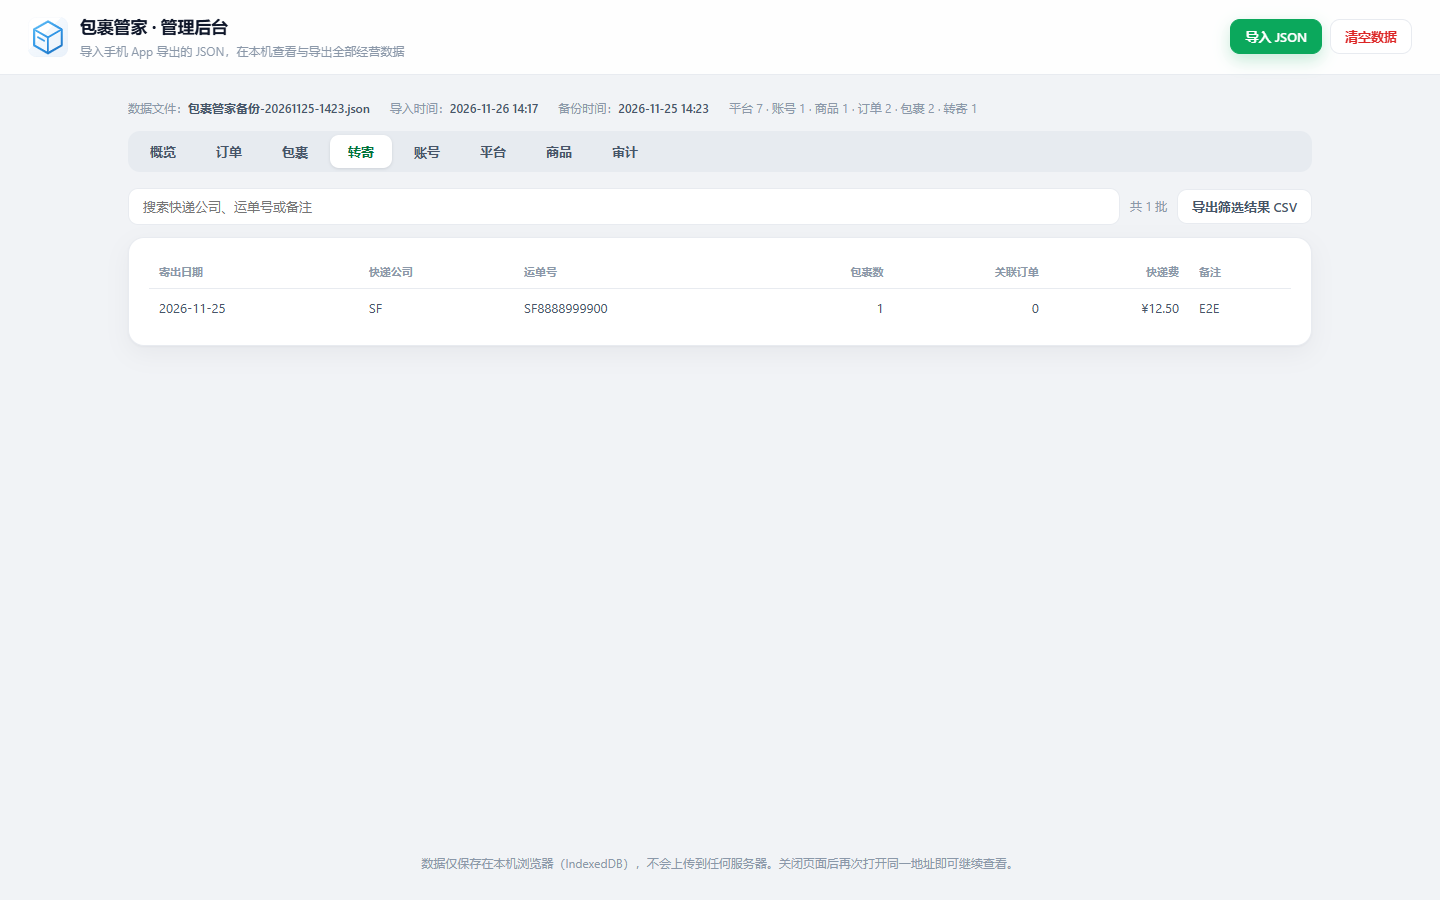 包裹管家 · 管理后台
导入手机 App 导出的 JSON，在本机查看与导出全部经营数据
导入 JSON
清空数据
数据文件：包裹管家备份-20261125-1423.json 导入时间：2026-11-26 14:17 备份时间：2026-11-25 14:23 平台 7 · 账号 1 · 商品 1 · 订单 2 · 包裹 2 · 转寄 1
概览 订单 包裹 转寄 账号 平台 商品 审计
搜索快递公司、运单号或备注 共 1 批 导出筛选结果 CSV
寄出日期 快递公司 运单号 包裹数 关联订单 快递费 备注
2026-11-25 SF SF8888999900 1 0 ¥12.50 E2E
数据仅保存在本机浏览器（IndexedDB），不会上传到任何服务器。关闭页面后再次打开同一地址即可继续查看。